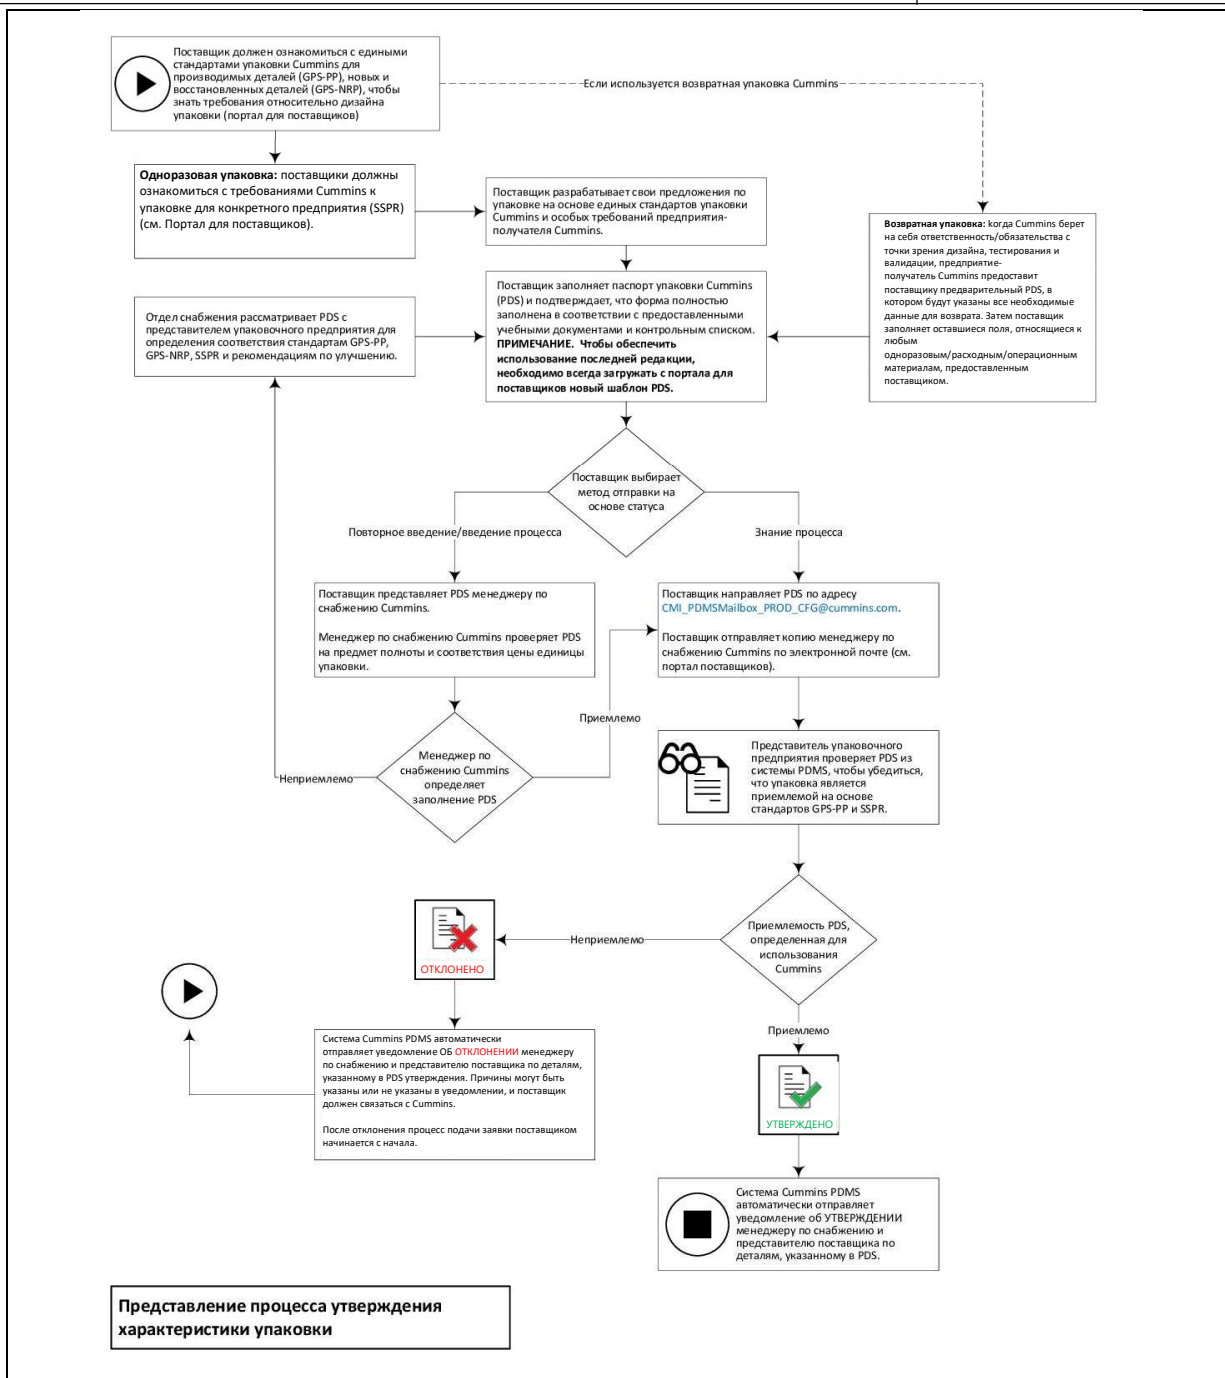 Поставщик должен ознакомиться с едиными
стандартами упаковки Cummins для
производимых деталей (GPS-PP), новых и
восстановленных деталей (GPS-NRP), чтобы
знать требования относительно дизайна
упаковки (портал для поставщиков)
Если используется возвратная упаковка Cummins
Одноразовая упаковка: поставщики должны
ознакомиться с требованиями Cummins к
упаковке для конкретного предприятия (SSPR)
(см. Портал для поставщиков).
Поставщик разрабатывает свои предложения по
упаковке на основе единых стандартов упаковки
Cummins и особых требований предприятия-
получателя Cummins.
Возвратная упаковка: когда Cummins берет
на себя ответственность/обязательства с
точки зрения дизайна, тестирования и
валидации, предприятие-
получатель Cummins предоставит
поставщику предварительный PDS, в
котором будут указаны все необходимые
данные для возврата. Затем поставщик
заполняет оставшиеся поля, относящиеся к
любым
одноразовым/расходным/операционным
материалам, предоставленным
поставщиком.
Поставщик заполняет паспорт упаковки Cummins
(PDS) и подтверждает, что форма полностью
заполнена в соответствии с предоставленными
учебными документами и контрольным списком.
ПРИМЕЧАНИЕ. Чтобы обеспечить
использование последней редакции,
необходимо всегда загружать с портала для
поставщиков новый шаблон PDS.
Отдел снабжения рассматривает PDS с
представителем упаковочного предприятия для
определения соответствия стандартам GPS-PP,
GPS-NRP, SSPR и рекомендациям по улучшению.
Поставщик выбирает
метод отправки на
основе статуса
Повторное введение/введение процесса
Знание процесса
Поставщик представляет PDS менеджеру по
снабжению Cummins.
Менеджер по снабжению Cummins проверяет PDS
на предмет полноты и соответствия цены единицы
упаковки.
Поставщик направляет PDS по адресу
CMI_PDMSMailbox_PROD_CFG@cummins.com.
Поставщик отправляет копию менеджеру по
снабжению Cummins по электронной почте (см.
портал поставщиков).
Приемлемо
Менеджер по
снабжению Cummins
определяет
заполнение PDS
Неприемлемо
Представитель упаковочного
предприятия проверяет PDS из
системы PDMS, чтобы убедиться,
что упаковка является
приемлемой на основе
стандартов GPS-PP и SSPR.
Приемлемость PDS,
определенная для
использования
Cummins
Неприемлемо
ОТКЛОНЕНО
Приемлемо
Система Cummins PDMS автоматически
отправляет уведомление ОБ ОТКЛОНЕНИИ менеджеру
по снабжению и представителю поставщика по деталям,
указанному в PDS утверждения. Причины могут быть
указаны или не указаны в уведомлении, и поставщик
должен связаться с Cummins.
После отклонения процесс подачи заявки поставщиком
начинается с начала.
УТВЕРЖДЕНО
Система Cummins PDMS
автоматически отправляет
уведомление об УТВЕРЖДЕНИИ
менеджеру по снабжению и
представителю поставщика по
деталям, указанному в PDS.
Представление процесса утверждения
характеристики упаковки